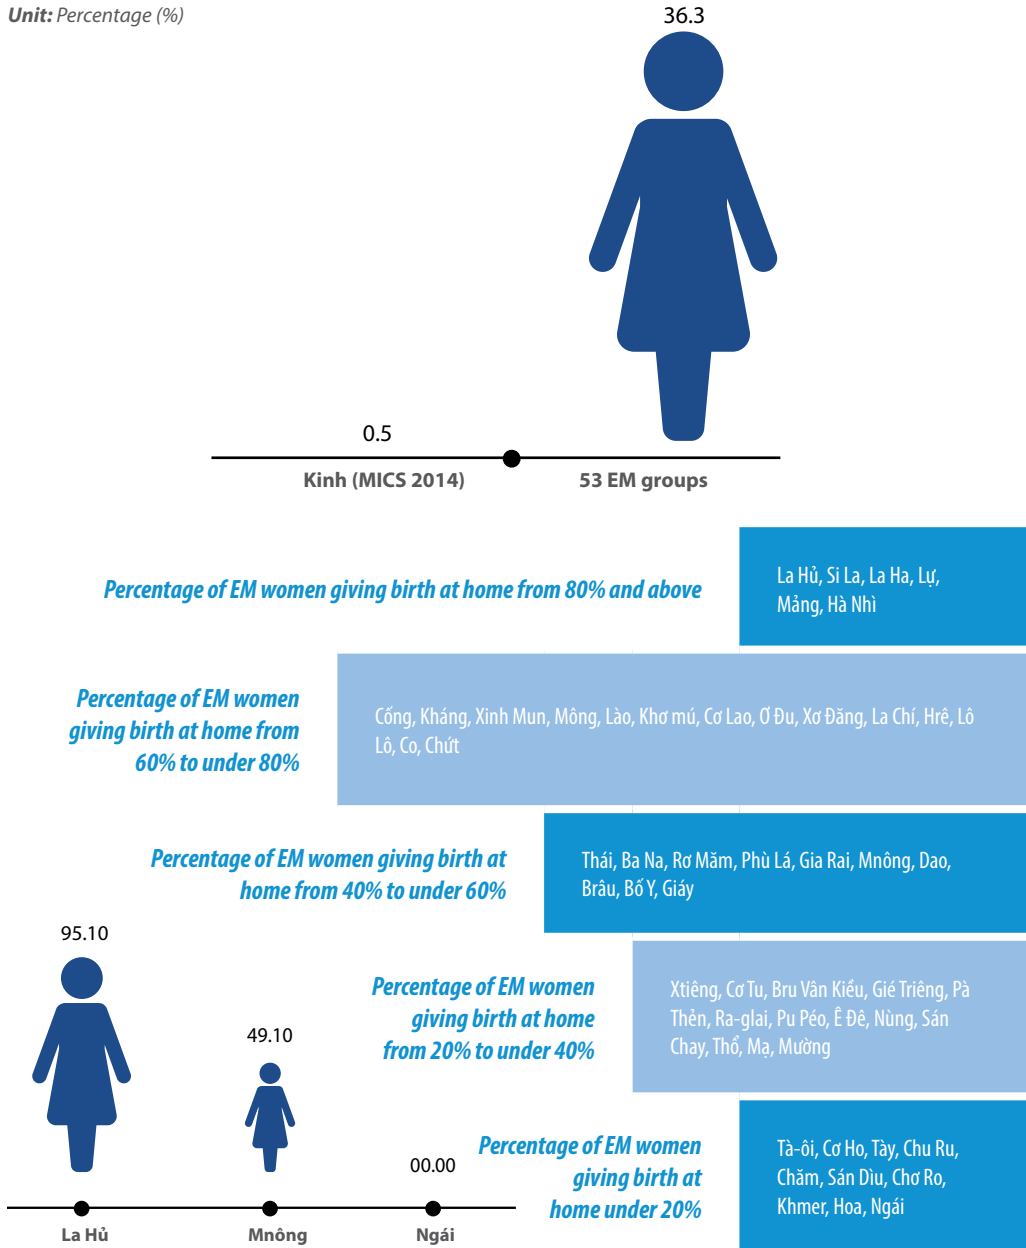 Unit: Percentage (%)
36.3
0.5
Kinh (MICS 2014)
53 EM groups
Percentage of EM women giving birth at home from 80% and above
La Hủ, Si La, La Ha, Lự,
Mảng, Hà Nhì
Percentage of EM women
giving birth at home from
60% to under 80%
Cống, Kháng, Xinh Mun, Mông, Lào, Khơ mú, Cơ Lao, Ơ Đu, Xơ Đăng, La Chí, Hrê, Lô
Lô, Co, Chứt
Percentage of EM women giving birth at
home from 40% to under 60%
Thái, Ba Na, Rơ Măm, Phù Lá, Gia Rai, Mnông, Dao,
Brâu, Bố Y, Giáy
Percentage of EM women
giving birth at home
from 20% to under 40%
Xtiêng, Cơ Tu, Bru Vân Kiều, Gié Triêng, Pà
Thẻn, Ra-glai, Pu Péo, Ê Đê, Nùng, Sán
Chay, Thổ, Mạ, Mường
Percentage of EM women
giving birth at
home under 20%
Tà-ôi, Cơ Ho, Tày, Chu Ru,
Chăm, Sán Dìu, Chơ Ro,
Khmer, Hoa, Ngái
95.10
49.10
00.00
La Hủ
Mnông
Ngái